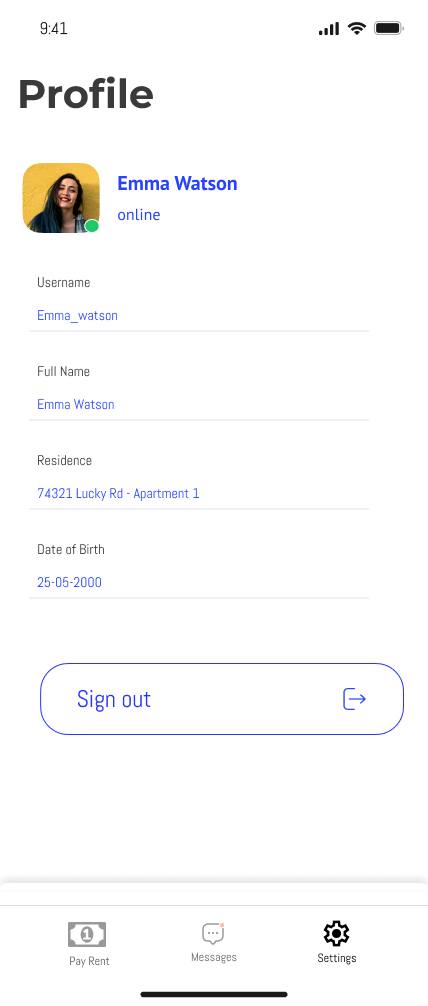 9:41
Profile
Emma Watson
online
Username
Emma_watson
Full Name
Emma Watson
Residence
74321 Lucky Rd - Apartment 1
Date of Birth
25-05-2000
Sign out
1
Pay Rent
Messages
Settings